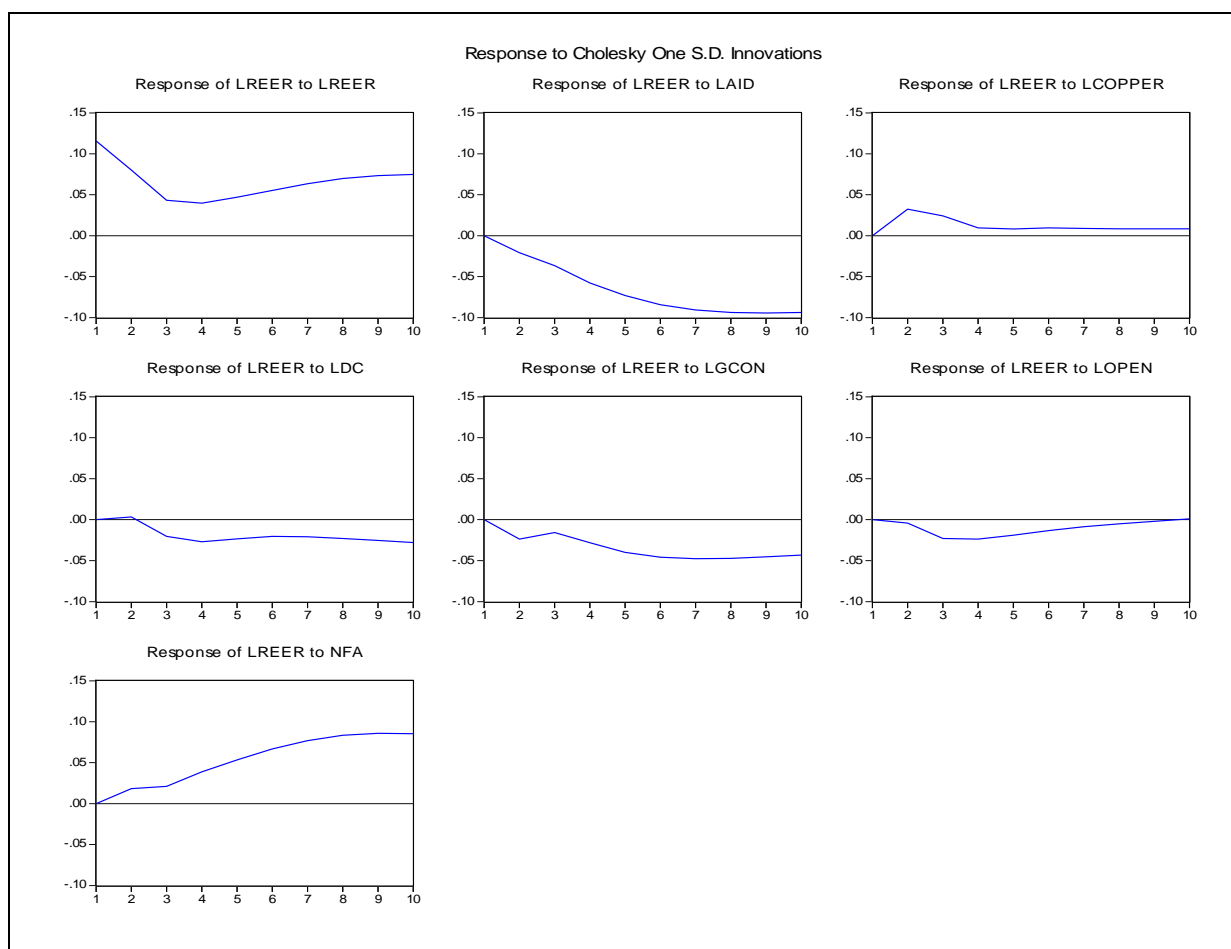 Response to Cholesky One S.D. Innovations
Response of LREER to LREER
.15
.10
.05
.00
-.05
-.10
1 2 3 4 5 6 7 8 9 10
Response of LREER to LAID
.15
.10
.05
.00
-.05
-.10
1 2 3 4 5 6 7 8 9 10
Response of LREER to LCOPPER
.15
.10
.05
.00
-.05
-.10
1 2 3 4 5 6 7 8 9 10
Response of LREER to LDC
.15
.10
.05
.00
-.05
-.10
1 2 3 4 5 6 7 8 9 10
Response of LREER to LGCON
.15
.10
.05
.00
-.05
-.10
1 2 3 4 5 6 7 8 9 10
Response of LREER to LOPEN
.15
.10
.05
.00
-.05
-.10
1 2 3 4 5 6 7 8 9 10
Response of LREER to NFA
.15
.10
.05
.00
-.05
-.10
1 2 3 4 5 6 7 8 9 10